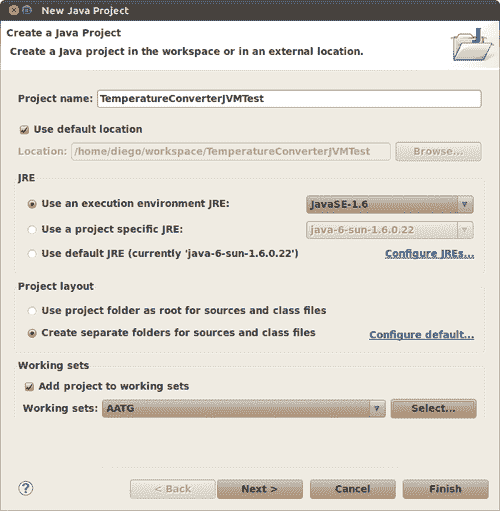 New Java Project
Create a Java Project
Create a Java project in the workspace or in an external location.
Project name: TemperatureConverterJVMTest
Use default location
Location: /home/diego/workspace/TemperatureConverterJVMTest Browse...
JRE
Use an execution environment JRE: JavaSE-1.6
Use a project specific JRE: java-6-sun-1.6.0.22
Use default JRE (currently 'java-6-sun-1.6.0.22') Configure JREs...
Project layout
Use project folder as root for sources and class files
Create separate folders for sources and class files Configure default...
Working sets
Add project to working sets
Working sets: AATG Select...
? < Back Next > Cancel Finish